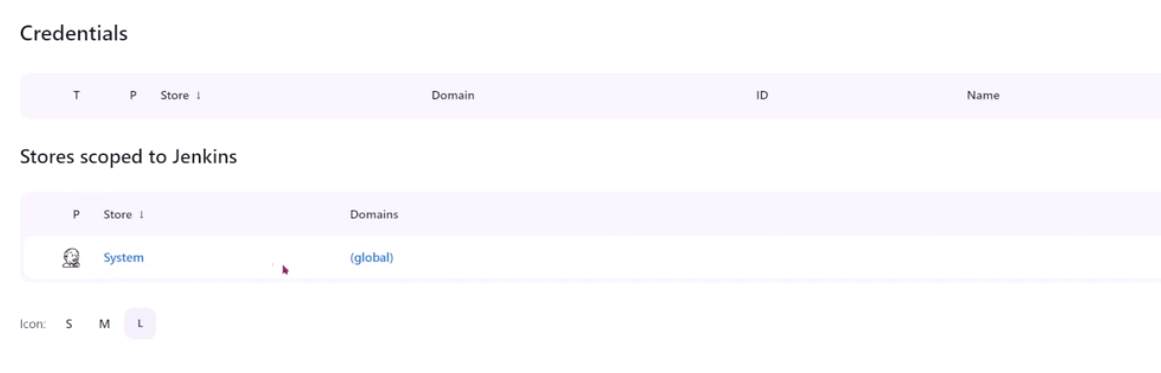 Credentials
T P Store ↓ Domain ID Name
Stores scoped to Jenkins
P Store ↓ Domains
System (global)
Icon: S M L